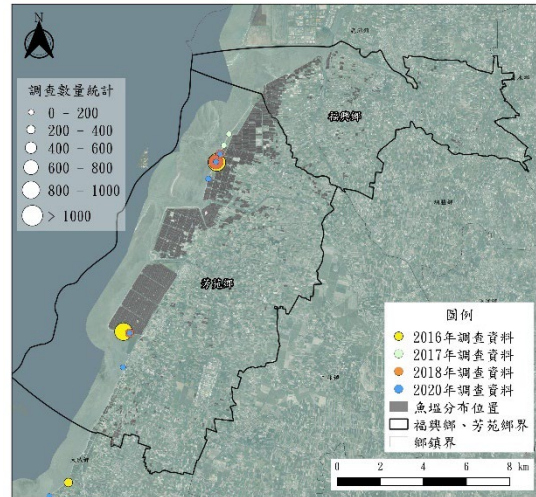 N
調查數量統計
0 - 200
200 - 400
400 - 600
600 - 800
800 - 1000
> 1000
福興鄉
芳苑鄉
圖例
2016年調查資料
2017年調查資料
2018年調查資料
2020年調查資料
魚塭分布位置
福興鄉、芳苑鄉界
鄉鎮界
0 2 4 6 8 km